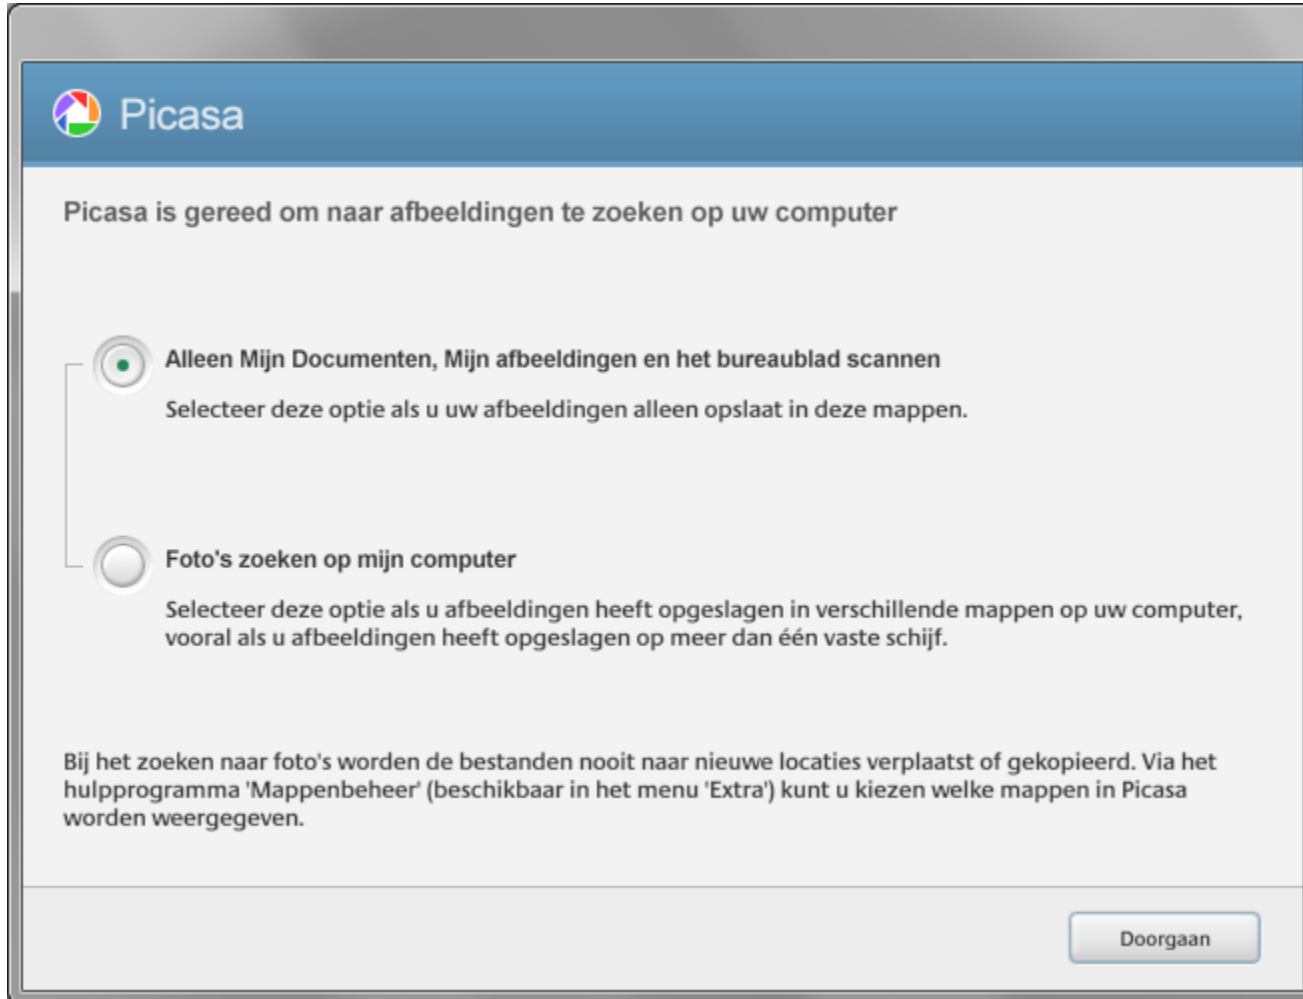 Picasa
Picasa is gereed om naar afbeeldingen te zoeken op uw computer
Alleen Mijn Documenten, Mijn afbeeldingen en het bureaublad scannen
Selecteer deze optie als u uw afbeeldingen alleen opslaat in deze mappen.
Foto's zoeken op mijn computer
Selecteer deze optie als u afbeeldingen heeft opgeslagen in verschillende mappen op uw computer,
vooral als u afbeeldingen heeft opgeslagen op meer dan één vaste schijf.
Bij het zoeken naar foto's worden de bestanden nooit naar nieuwe locaties verplaatst of gekopieerd. Via het
hulpprogramma 'Mappenbeheer' (beschikbaar in het menu 'Extra') kunt u kiezen welke mappen in Picasa
worden weergegeven.
Doorgaan